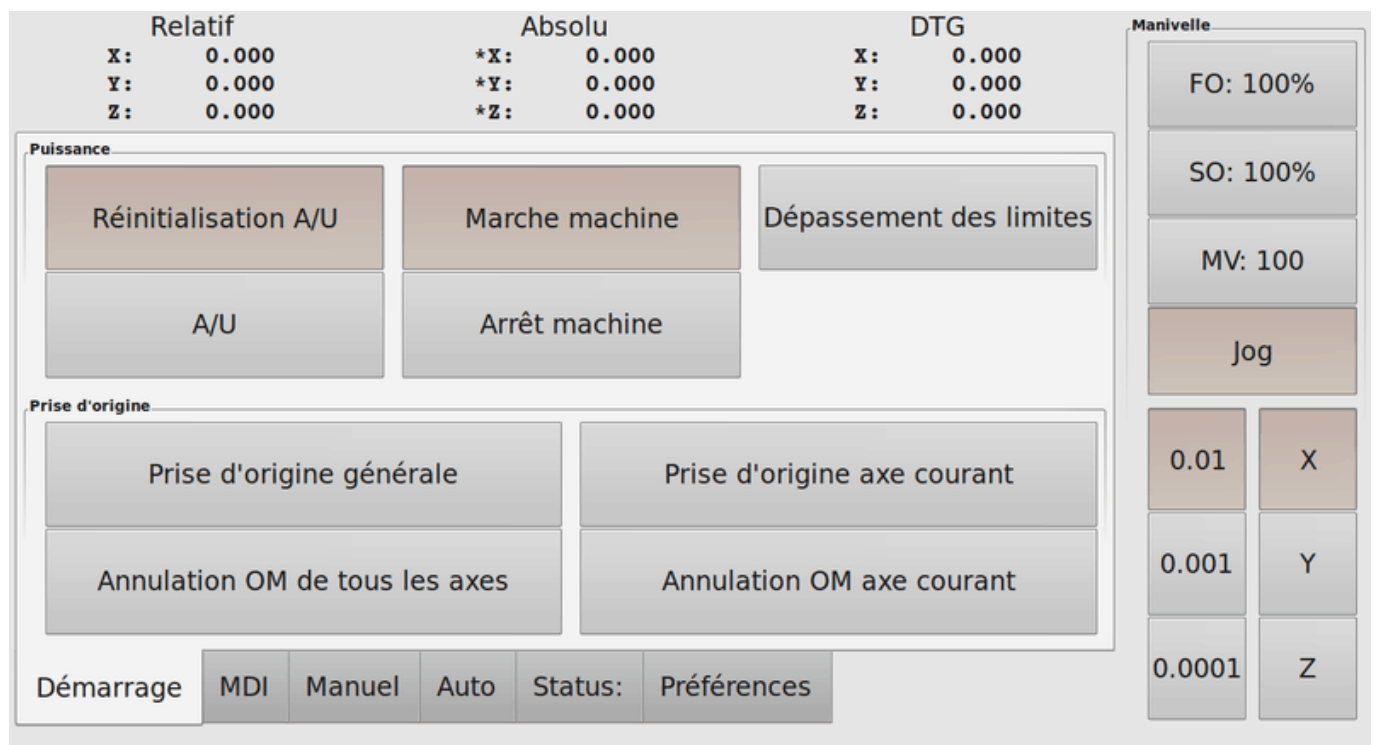 Relatif Absolu DTG
X: 0.000 *X: 0.000 X: 0.000
Y: 0.000 *Y: 0.000 Y: 0.000
Z: 0.000 *Z: 0.000 Z: 0.000
Puissance
Réinitialisation A/U Marche machine Dépassement des limites
A/U Arrêt machine
Prise d'origine
Prise d'origine générale Prise d'origine axe courant
Annulation OM de tous les axes Annulation OM axe courant
Démarrage MDI Manuel Auto Status: Préférences
Manivelle
FO: 100%
SO: 100%
MV: 100
Jog
0.01 X
0.001 Y
0.0001 Z